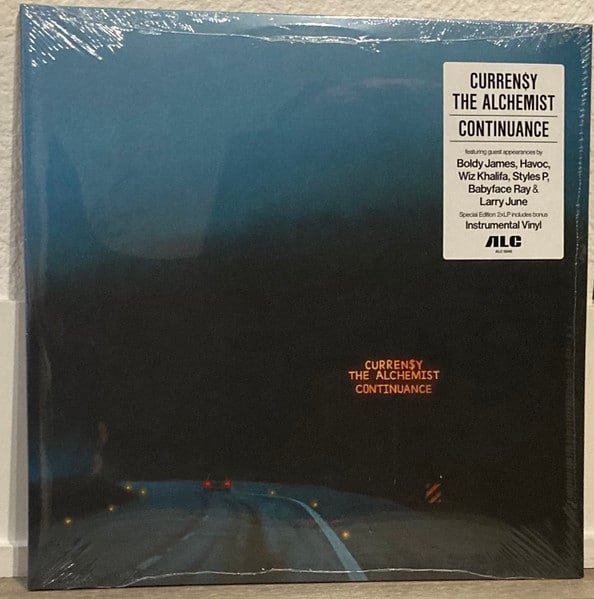 CURREN$Y
THE ALCHEMIST
CONTINUANCE
featuring guest appearances by
Boldy James, Havoc,
Wiz Khalifa, Styles P,
Babyface Ray &
Larry June
Special Edition 2xLP includes bonus
Instrumental Vinyl
ALC
CURREN$Y
THE ALCHEMIST
CONTINUANCE